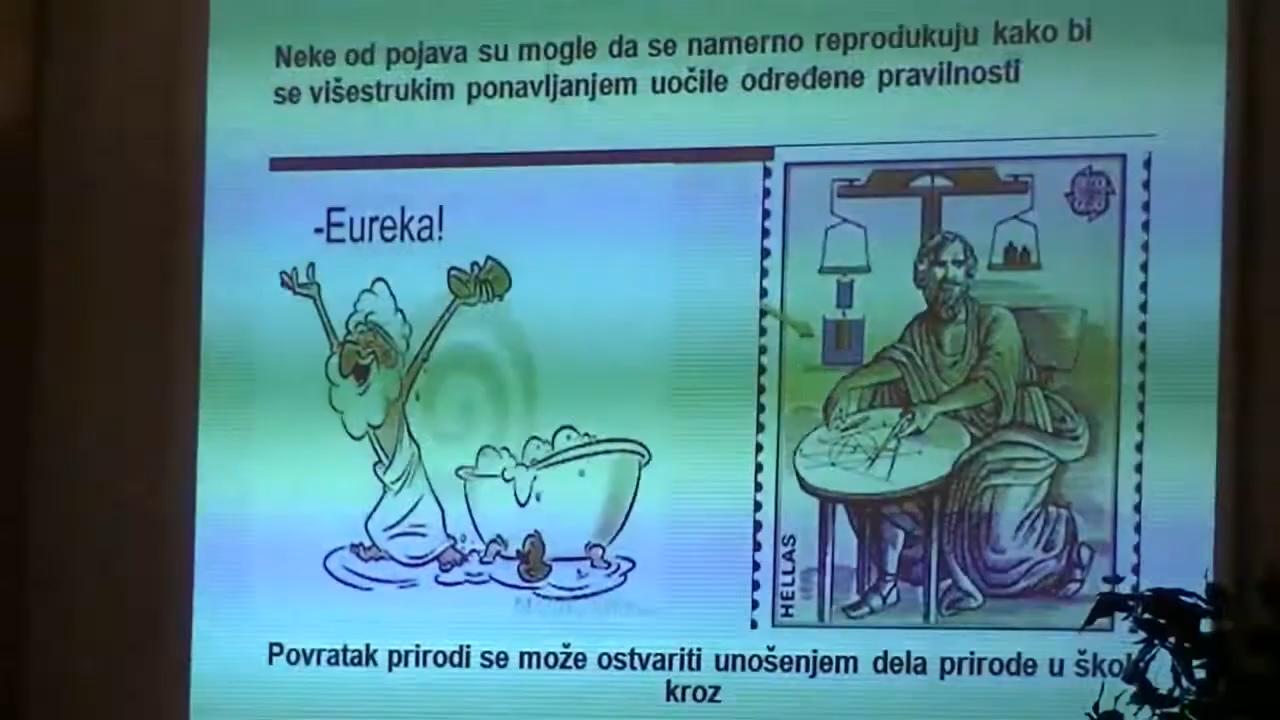 Neke od pojava su mogle da se namerno reprodukuju kako bi
se višestrukim ponavljanjem uočile određene pravilnosti
-Eureka!
HELLAS
Povratak prirodi se može ostvariti unošenjem dela prirode u
kroz